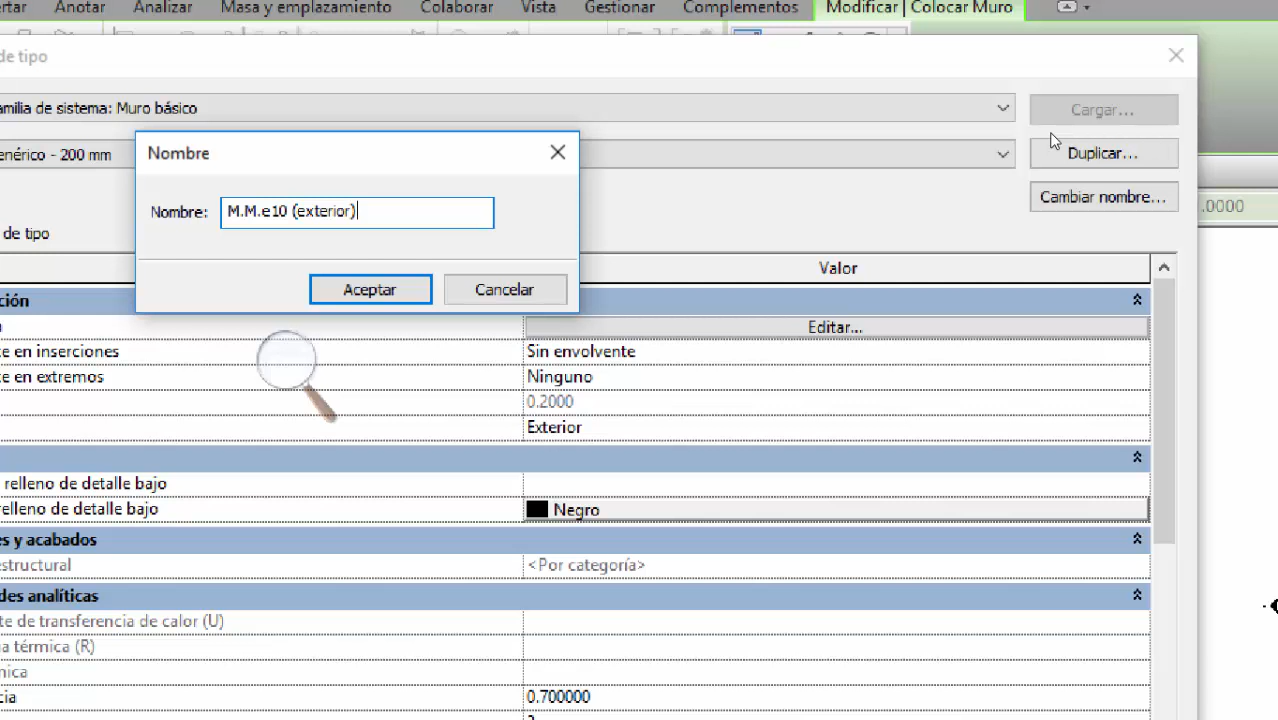 Anotar Analizar Masa y emplazamiento Colaborar Vista Gestionar Complementos Modificar | Colocar Muro
de tipo
amilia de sistema: Muro básico Cargar...
enérico - 200 mm Duplicar...
Nombre
Nombre: M.M.e10 (exterior)
Cambiar nombre...
.0000
de tipo
Valor
Aceptar Cancelar
ción
Editar...
te en inserciones Sin envolvente
te en extremos Ninguno
0.2000
Exterior
relleno de detalle bajo
relleno de detalle bajo Negro
es y acabados
estructural <Por categoría>
des analíticas
te de transferencia de calor (U)
a térmica (R)
mica
cia 0.700000